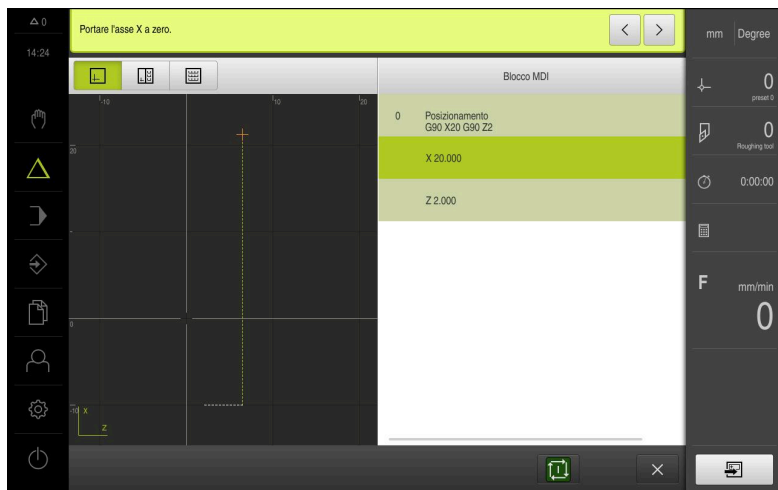 0
14:24
Portare l'asse X a zero.
mm Degree
Blocco MDI
-10
10
20
20
0
-10
X
Z
0 Posizionamento
G90 X20 G90 Z2
X 20.000
Z 2.000
0
preset 0
0
Roughing tool
0:00:00
F mm/min
0